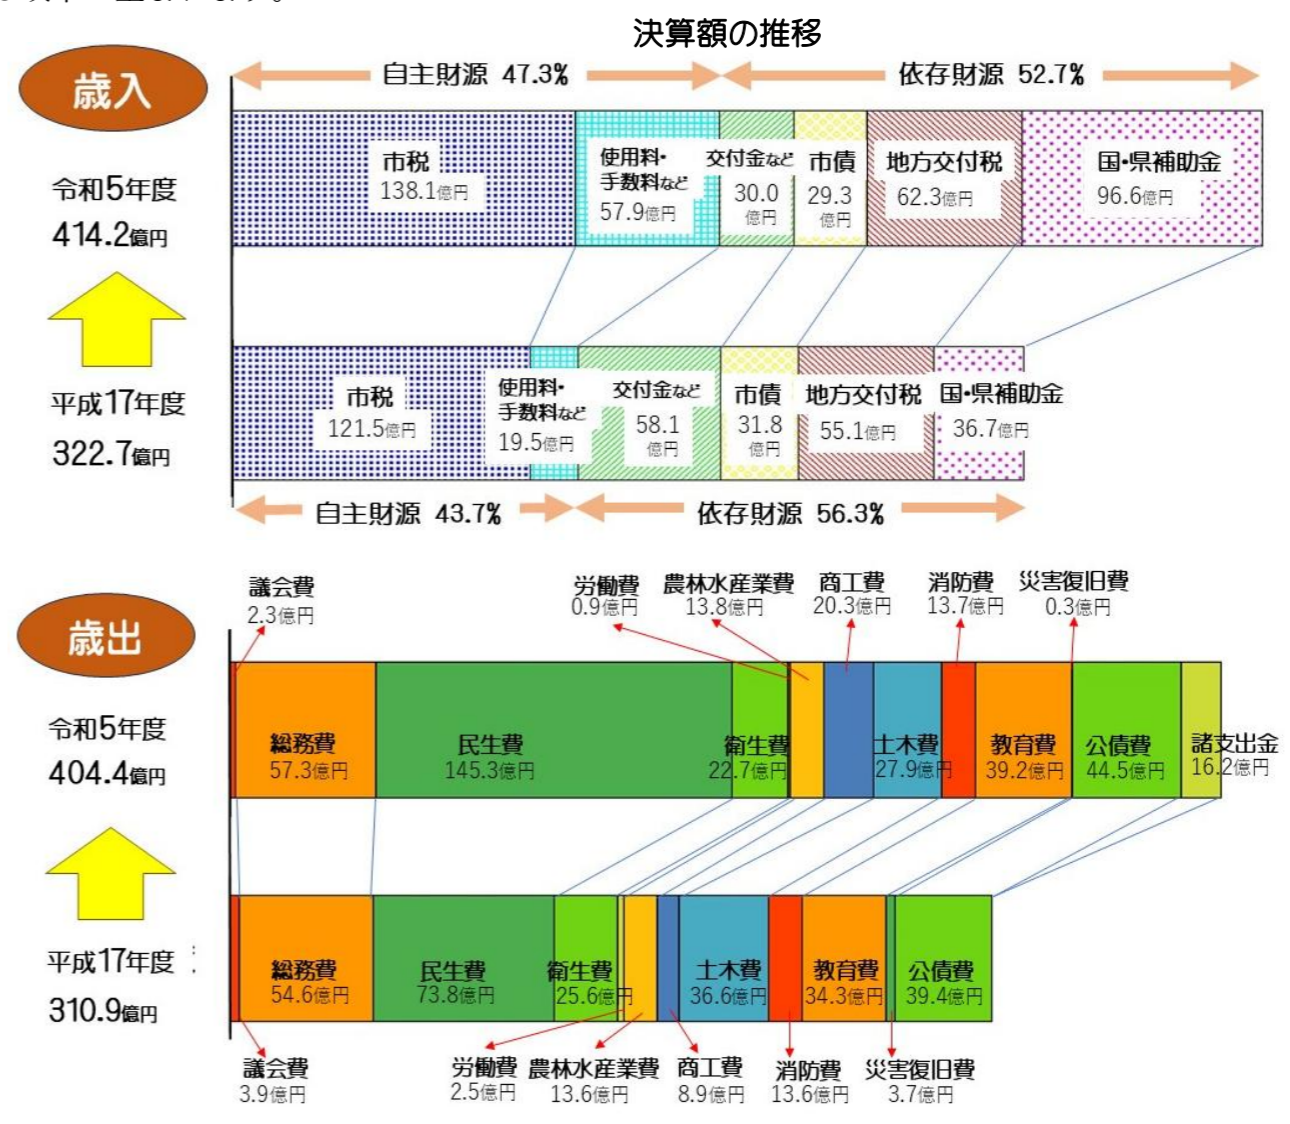 決算額の推移
歳入
自主財源 47.3%
依存財源 52.7%
令和5年度
414.2億円
市税
138.1億円
使用料・
手数料など
57.9億円
交付金など
30.0
億円
市債
29.3
億円
地方交付税
62.3億円
国・県補助金
96.6億円
平成17年度
322.7億円
市税
121.5億円
使用料・
手数料など
19.5億円
交付金など
58.1
億円
市債
31.8
億円
地方交付税
55.1億円
国・県補助金
36.7億円
自主財源 43.7%
依存財源 56.3%
歳出
議会費
2.3億円
労働費
0.9億円
農林水産業費
13.8億円
商工費
20.3億円
消防費
13.7億円
災害復旧費
0.3億円
令和5年度
404.4億円
総務費
57.3億円
民生費
145.3億円
衛生費
22.7億円
土木費
27.9億円
教育費
39.2億円
公債費
44.5億円
諸支出金
16.2億円
平成17年度
310.9億円
総務費
54.6億円
民生費
73.8億円
衛生費
25.6億円
土木費
36.6億円
教育費
34.3億円
公債費
39.4億円
議会費
3.9億円
労働費
2.5億円
農林水産業費
13.6億円
商工費
8.9億円
消防費
13.6億円
災害復旧費
3.7億円